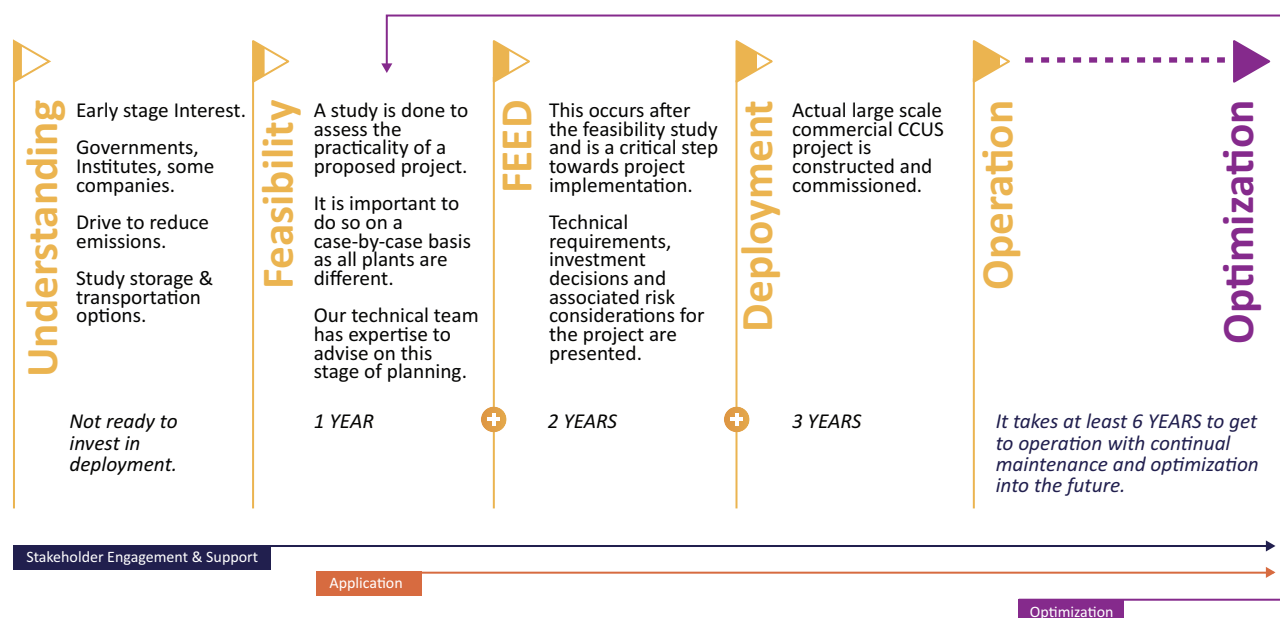 Understanding
Early stage Interest.
Governments,
Institutes, some
companies.
Drive to reduce
emissions.
Study storage &
transportation
options.
Not ready to
invest in
deployment.
Feasibility
A study is done to
assess the
practicality of a
proposed project.
It is important to
do so on a
case-by-case basis
as all plants are
different.
Our technical team
has expertise to
advise on this
stage of planning.
1 YEAR
FEED
This occurs after
the feasibility study
and is a critical step
towards project
implementation.
Technical
requirements,
investment
decisions and
associated risk
considerations for
the project are
presented.
2 YEARS
Deployment
Actual large scale
commercial CCUS
project is
constructed and
commissioned.
3 YEARS
Operation
Optimization
It takes at least 6 YEARS to get
to operation with continual
maintenance and optimization
into the future.
Stakeholder Engagement & Support
Application
Optimization